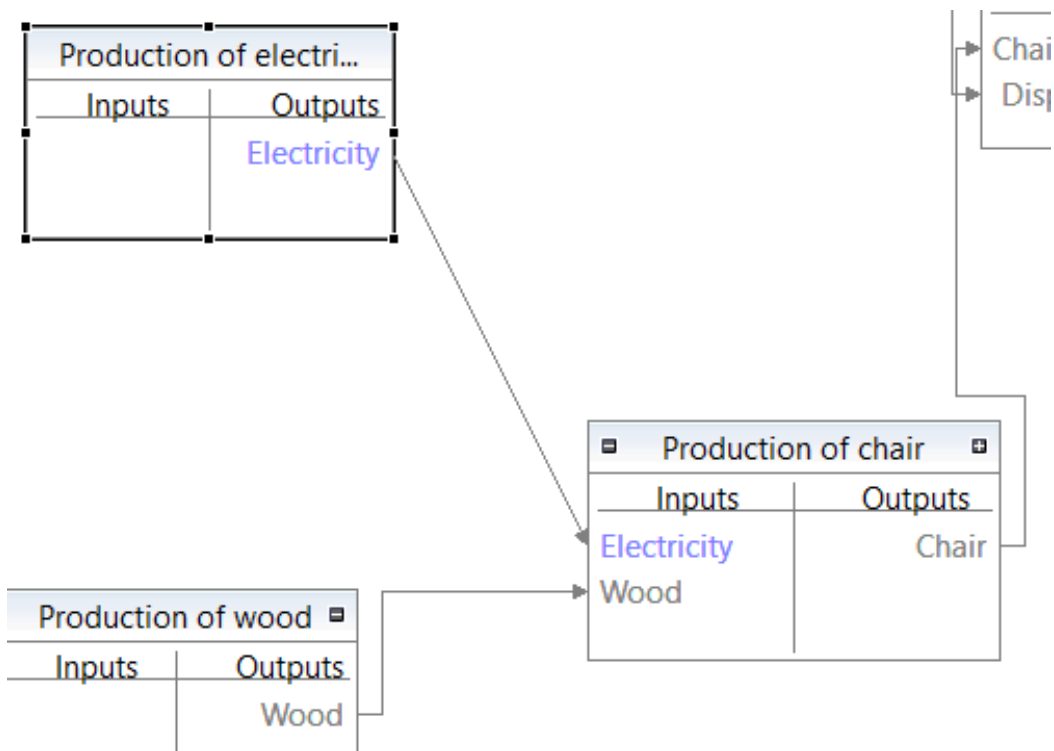 Production of electri...
Inputs Outputs
Electricity
Chai
Disp
Production of chair
Inputs Outputs
Electricity Chair
Wood
Production of wood
Inputs Outputs
Wood